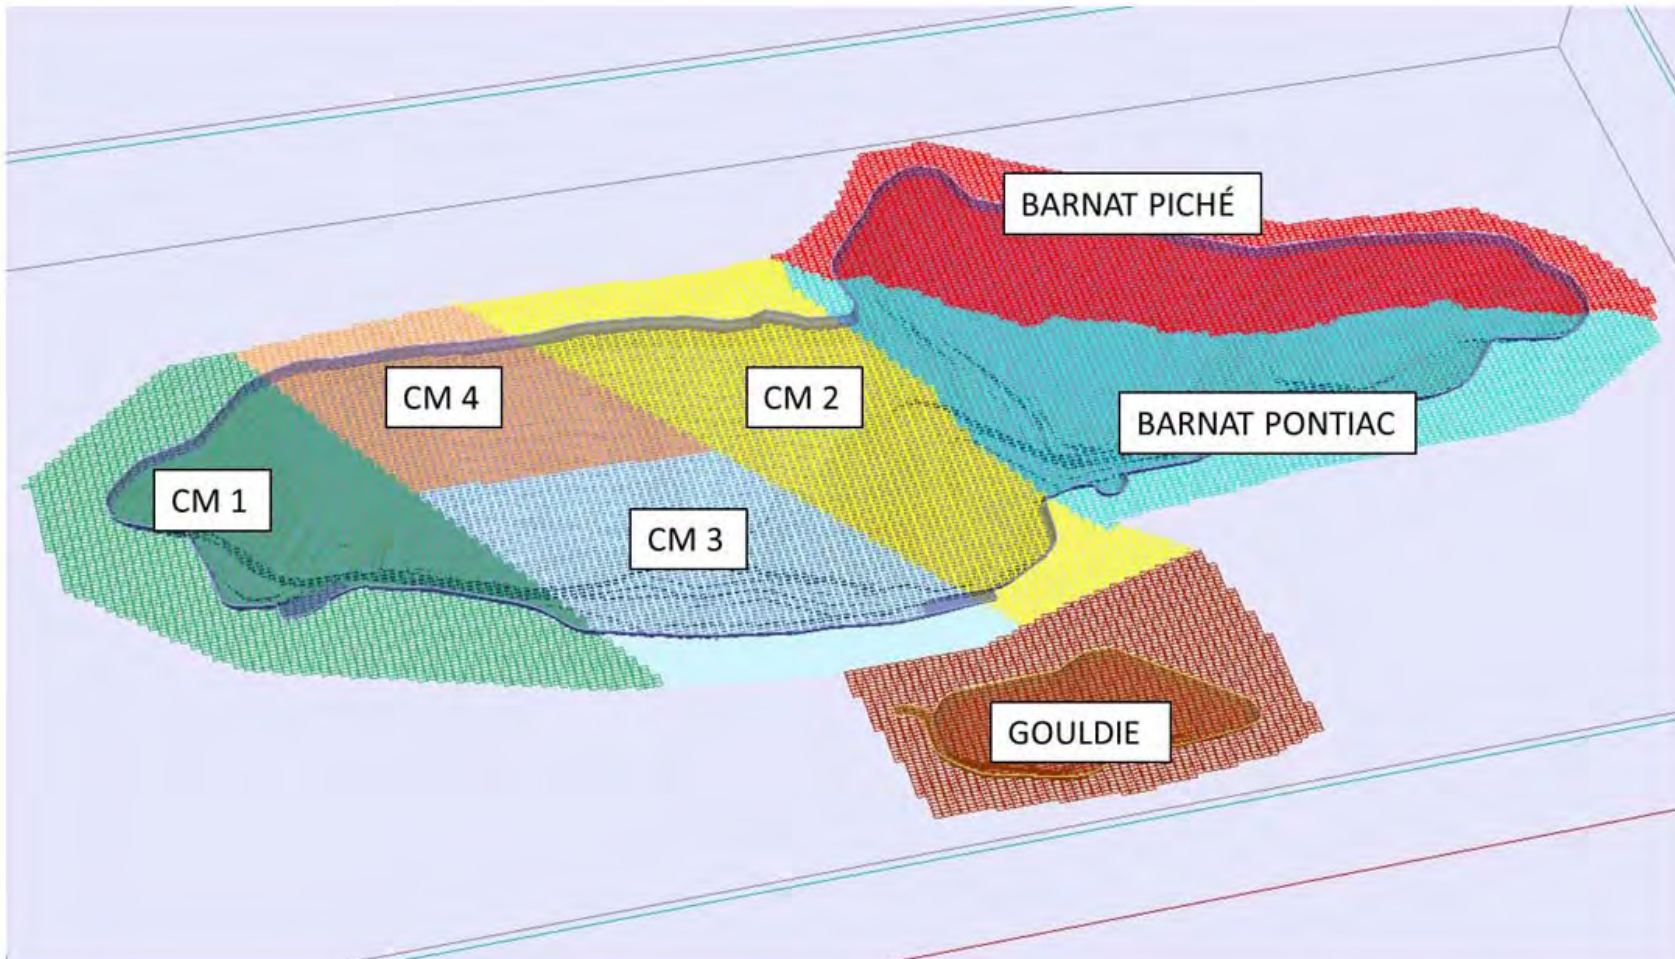 BARNAT PICHÉ
CM 4
CM 2
BARNAT PONTIAC
CM 1
CM 3
GOULDIE